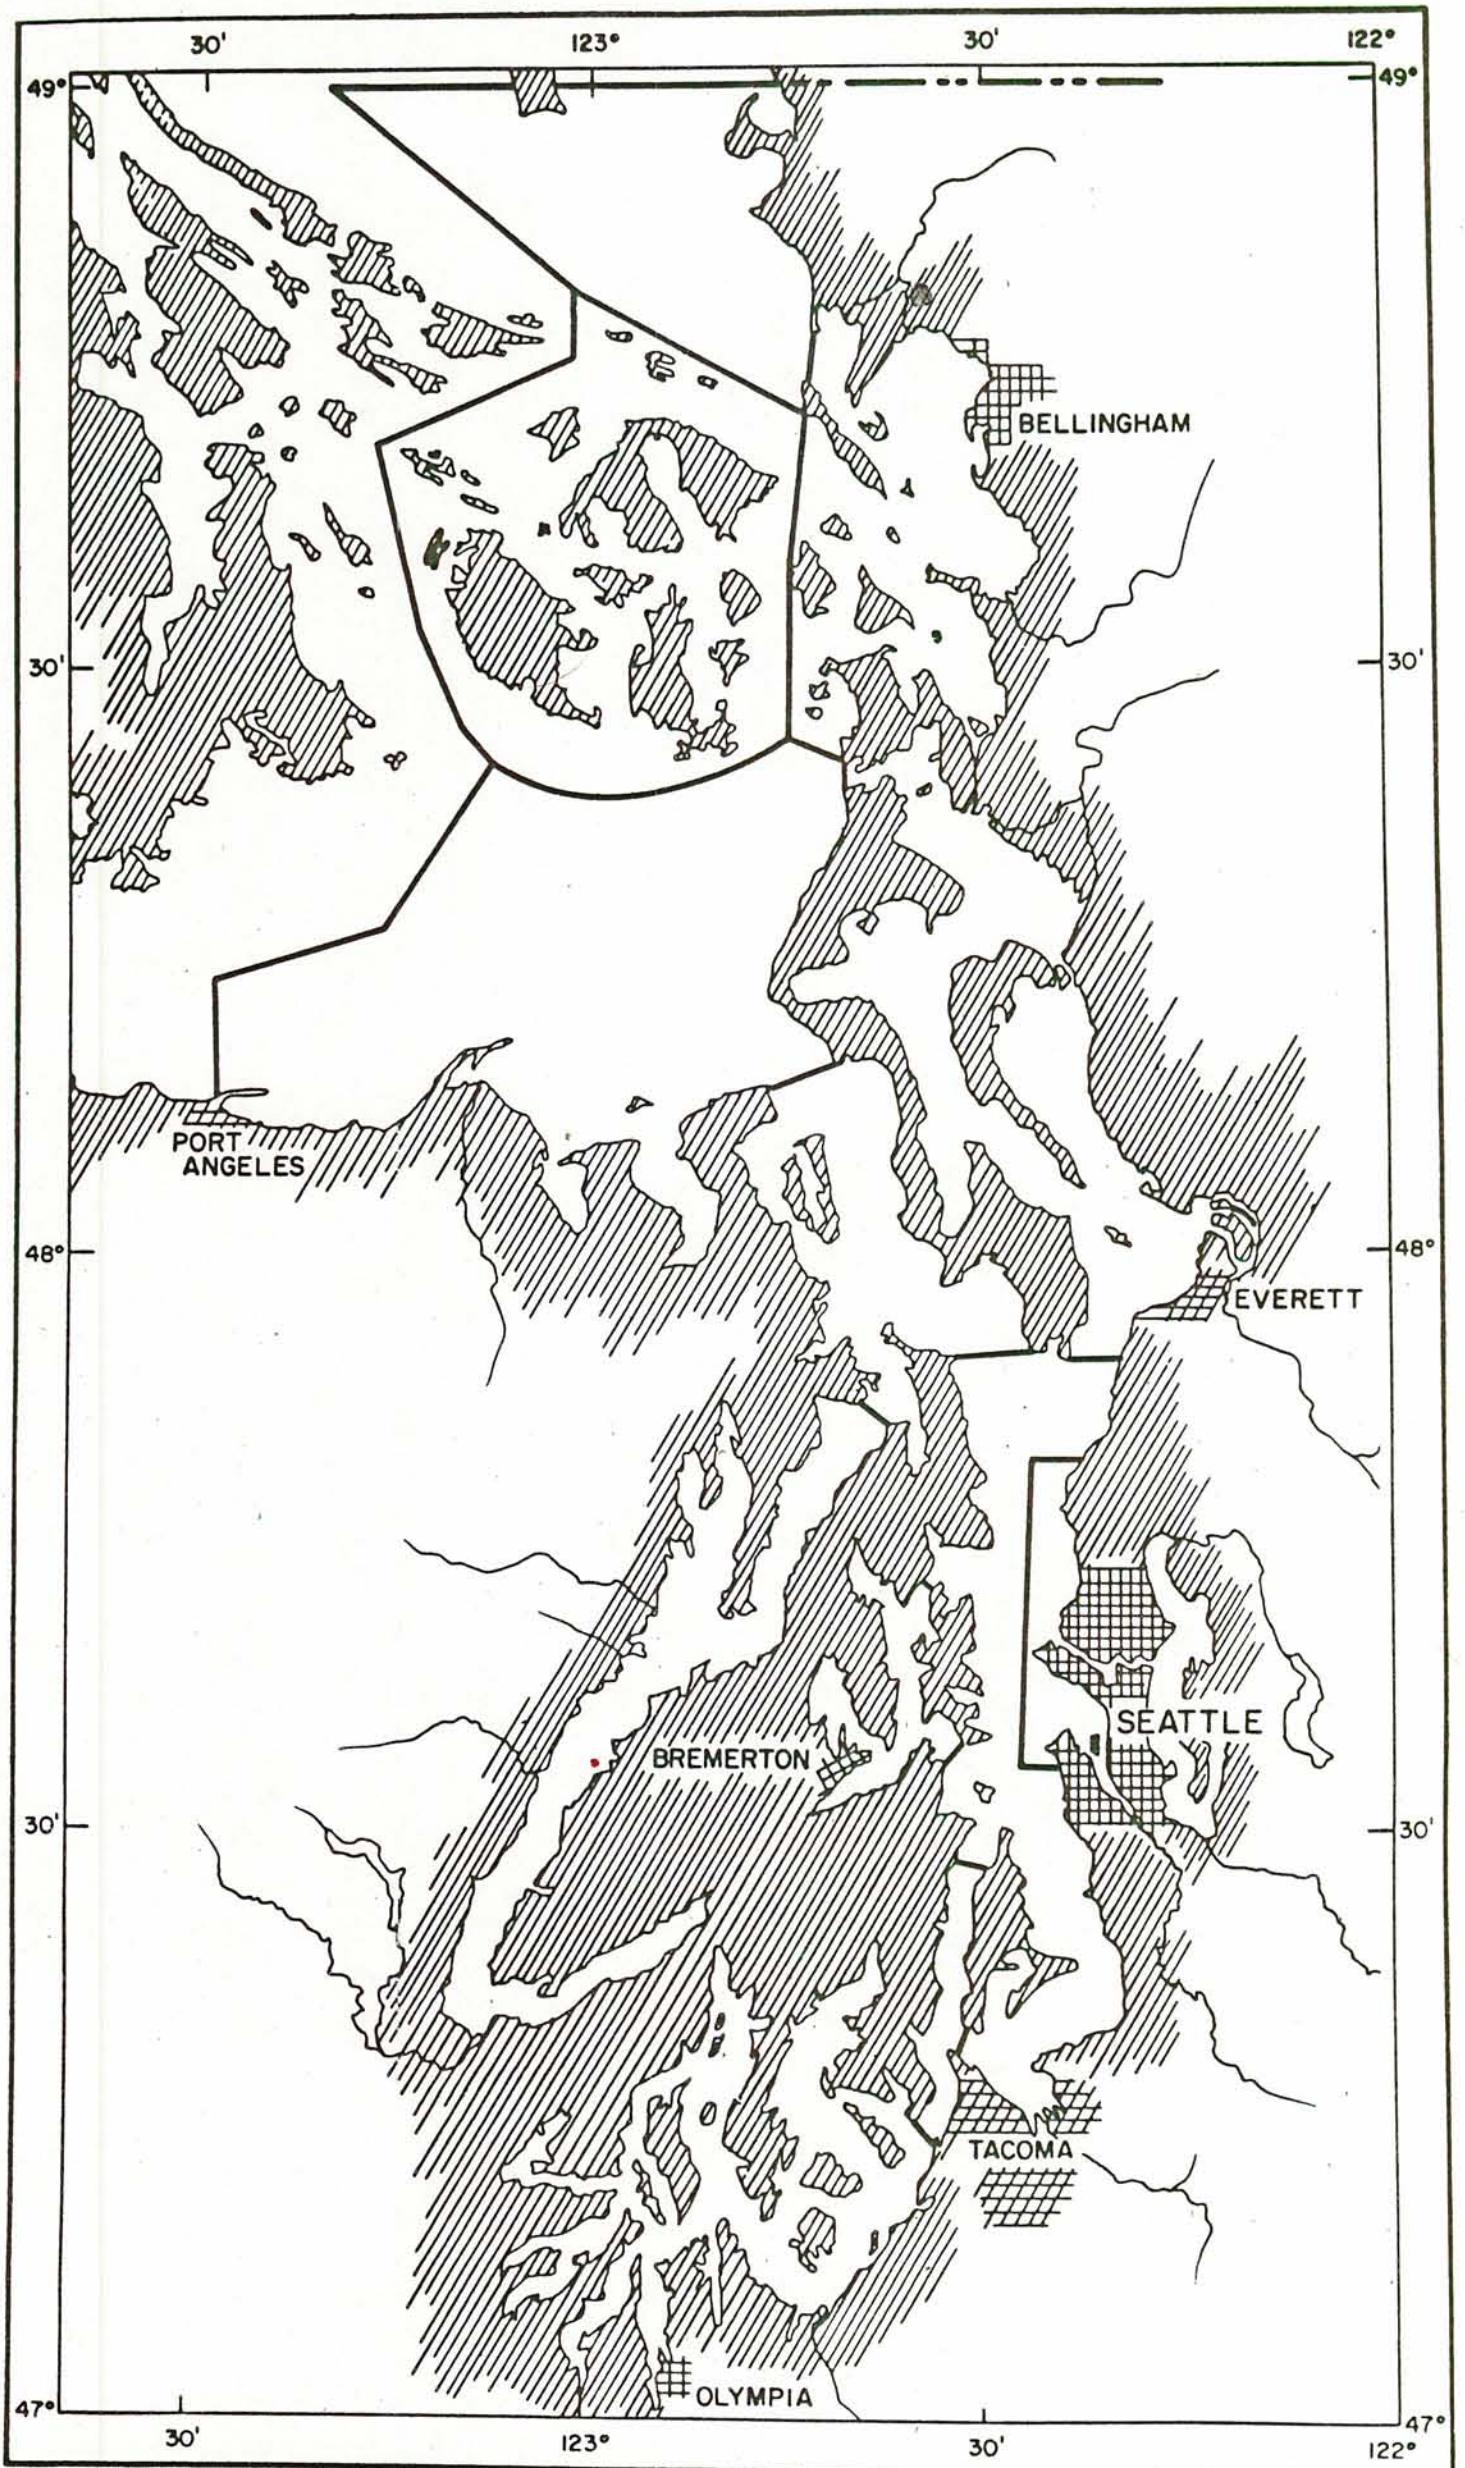 30' 123° 30' 122°
49° 49°
BELLINGHAM
30' 30'
PORT
ANGELES
48° 48°
EVERETT
SEATTLE
BREMERTON
30' 30'
TACOMA
OLYMPIA
47° 47°
30' 123° 30' 122°